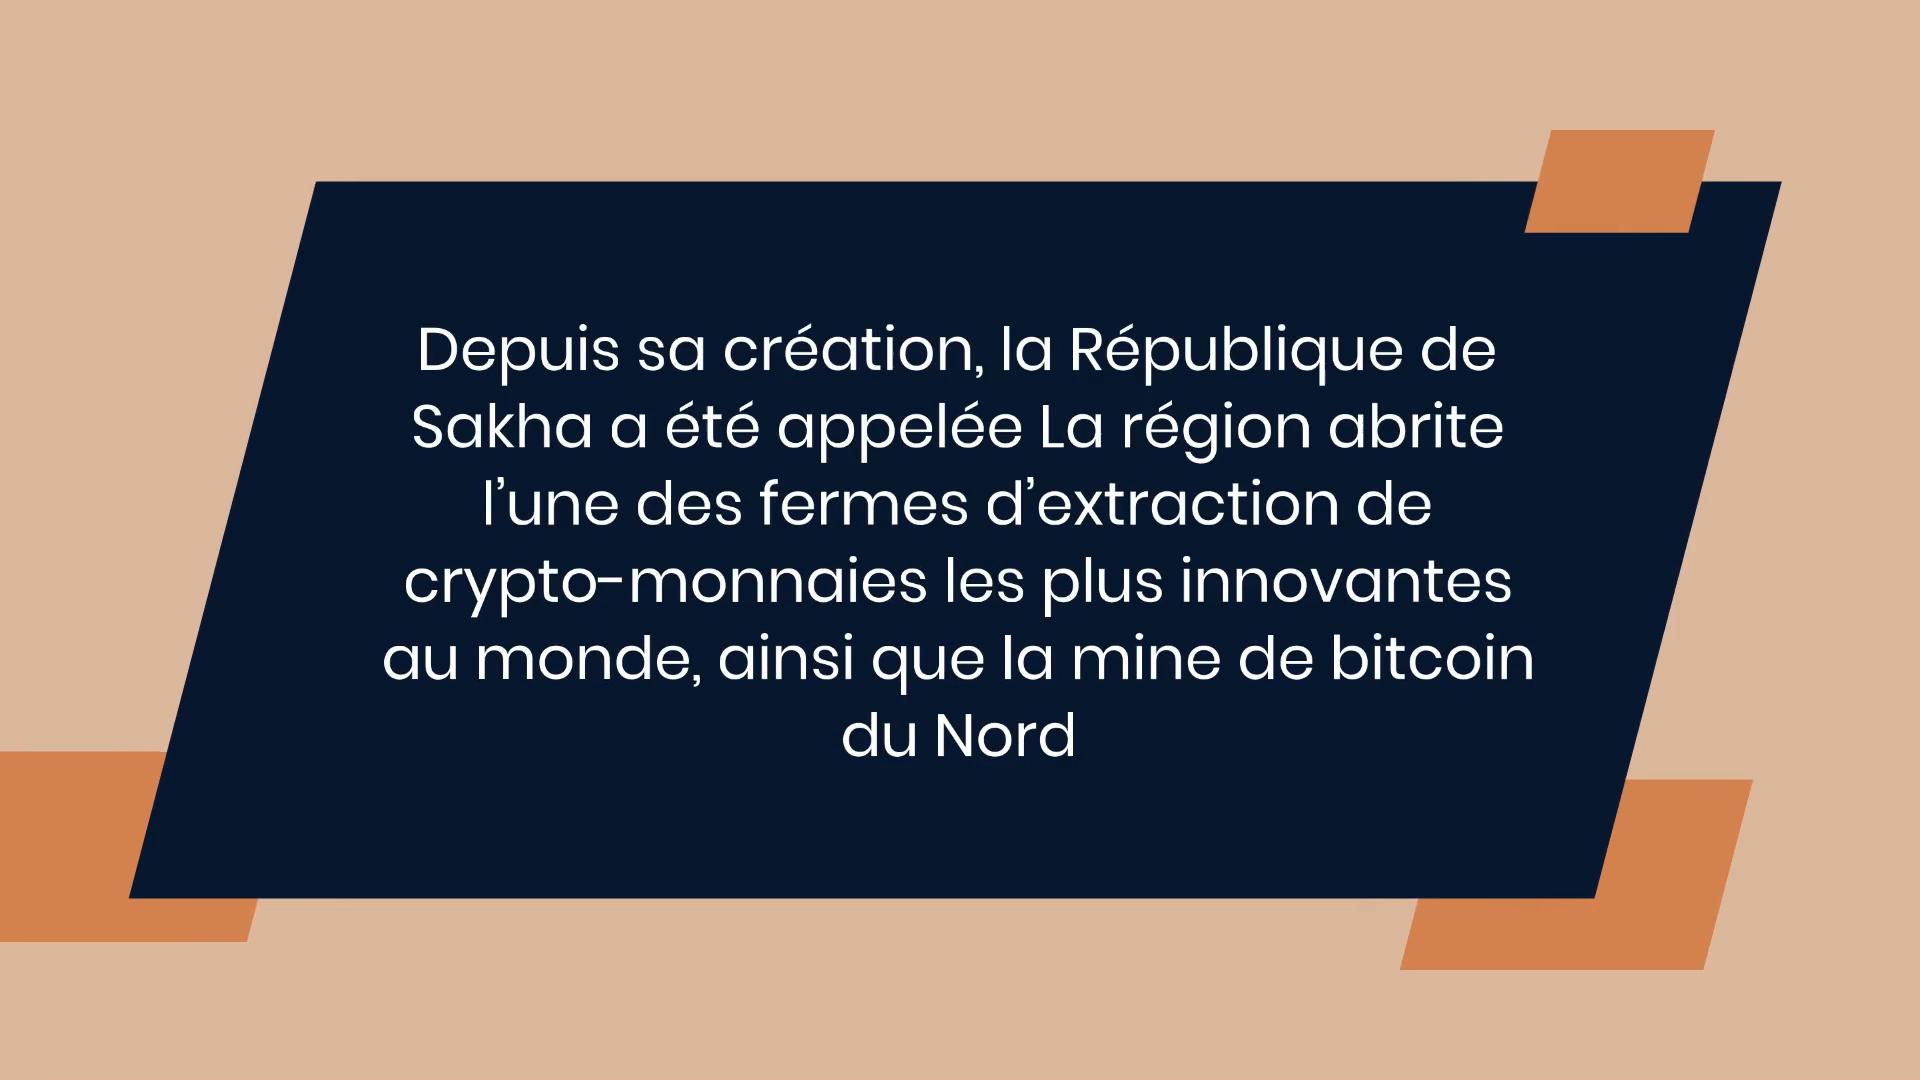 Depuis sa création, la République de
Sakha a été appelée La région abrite
l’une des fermes d’extraction de
crypto-monnaies les plus innovantes
au monde, ainsi que la mine de bitcoin
du Nord